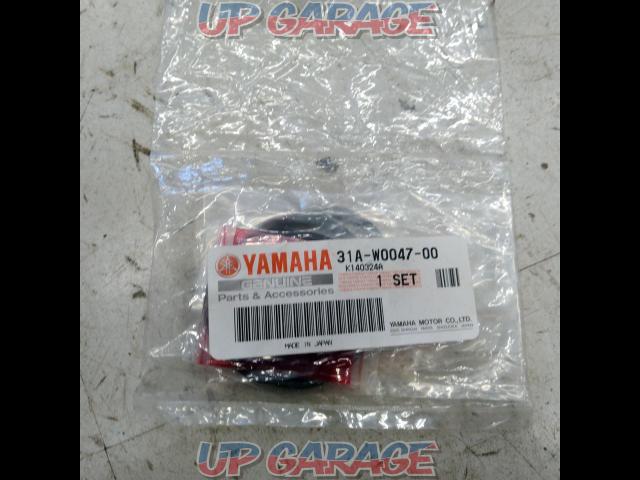 UP GARAGE
YAMAHA
GENUINE
Parts & Accessories
31A-W0047-00
K140324A
1 SET
MADE IN JAPAN
YAMAHA MOTOR CO., LTD.
UP GARAGE